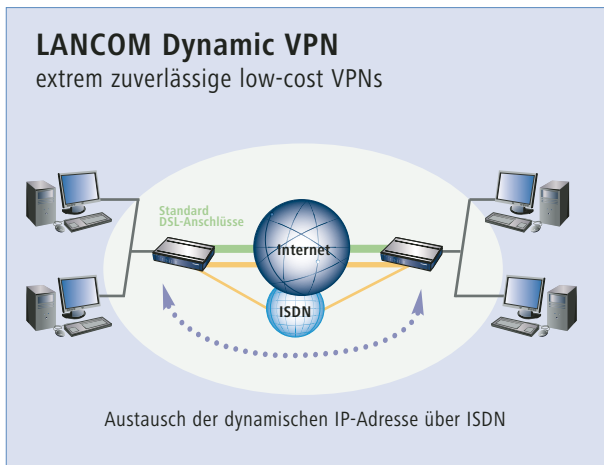 LANCOM Dynamic VPN
extrem zuverlässige low-cost VPNs
Standard
DSL-Anschlüsse
Internet
ISDN
Austausch der dynamischen IP-Adresse über ISDN